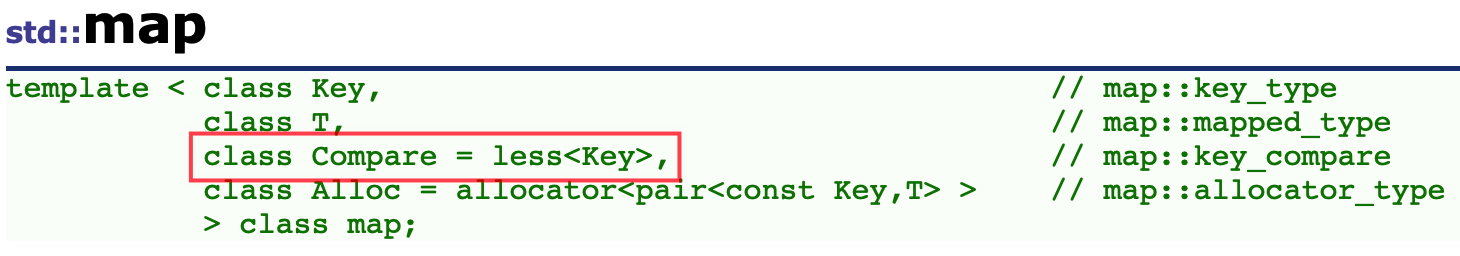 std::map
template < class Key,                                     // map::key_type
           class T,                                       // map::mapped_type
           class Compare = less<Key>,                     // map::key_compare
           class Alloc = allocator<pair<const Key,T> >    // map::allocator_type
           > class map;